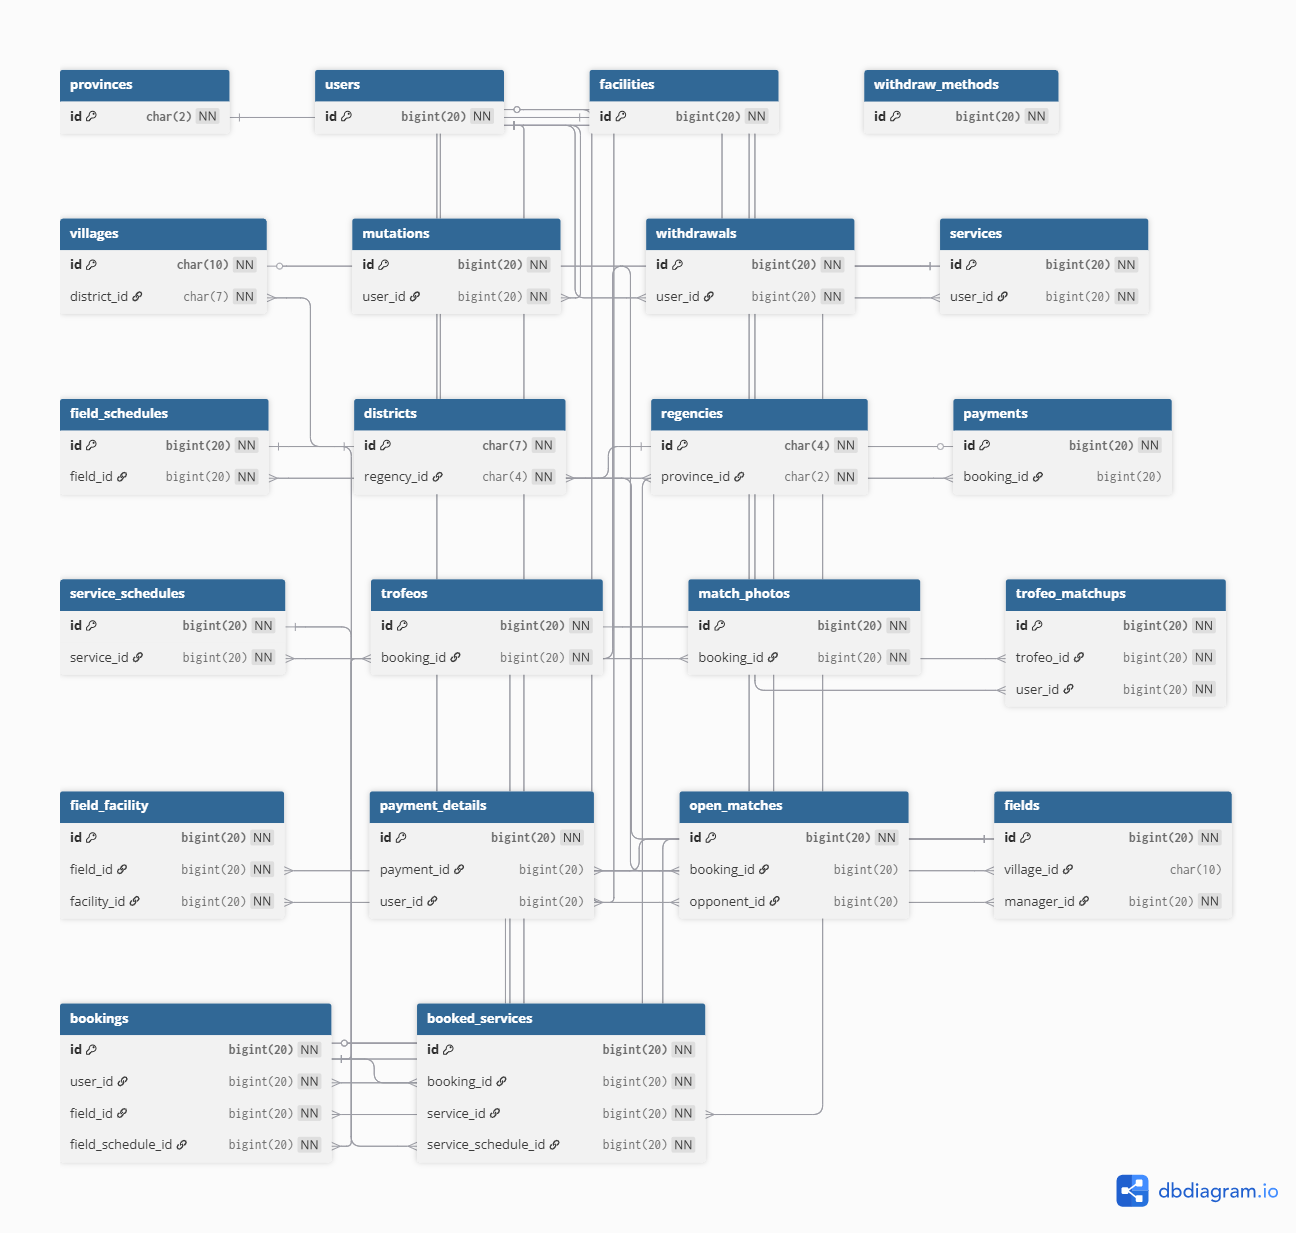 provinces
id char(2) NN
users
id bigint(20) NN
facilities
id bigint(20) NN
withdraw_methods
id bigint(20) NN
villages
id char(10) NN
district_id char(7) NN
mutations
id bigint(20) NN
user_id bigint(20) NN
withdrawals
id bigint(20) NN
user_id bigint(20) NN
services
id bigint(20) NN
user_id bigint(20) NN
field_schedules
id bigint(20) NN
field_id bigint(20) NN
districts
id char(7) NN
regency_id char(4) NN
regencies
id char(4) NN
province_id char(2) NN
payments
id bigint(20) NN
booking_id bigint(20)
service_schedules
id bigint(20) NN
service_id bigint(20) NN
trofeos
id bigint(20) NN
booking_id bigint(20) NN
match_photos
id bigint(20) NN
booking_id bigint(20) NN
trofeo_matchups
id bigint(20) NN
trofeo_id bigint(20) NN
user_id bigint(20) NN
field_facility
id bigint(20) NN
field_id bigint(20) NN
facility_id bigint(20) NN
payment_details
id bigint(20) NN
payment_id bigint(20)
user_id bigint(20)
open_matches
id bigint(20) NN
booking_id bigint(20)
opponent_id bigint(20)
fields
id bigint(20) NN
village_id char(10)
manager_id bigint(20) NN
bookings
id bigint(20) NN
user_id bigint(20) NN
field_id bigint(20) NN
field_schedule_id bigint(20) NN
booked_services
id bigint(20) NN
booking_id bigint(20) NN
service_id bigint(20) NN
service_schedule_id bigint(20) NN
dbdiagram.io